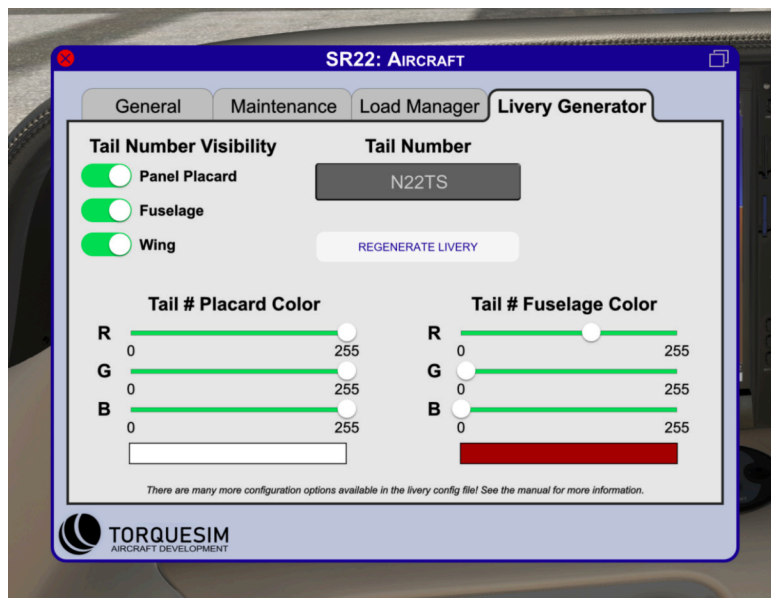 SR22: AIRCRAFT
General Maintenance Load Manager Livery Generator
Tail Number Visibility
Panel Placard
Fuselage
Wing
Tail Number
N22TS
REGENERATE LIVERY
Tail # Placard Color
R
0 255
G
0 255
B
0 255
Tail # Fuselage Color
R
0 255
G
0 255
B
0 255
There are many more configuration options available in the livery config file! See the manual for more information.
TORQUESIM
AIRCRAFT DEVELOPMENT